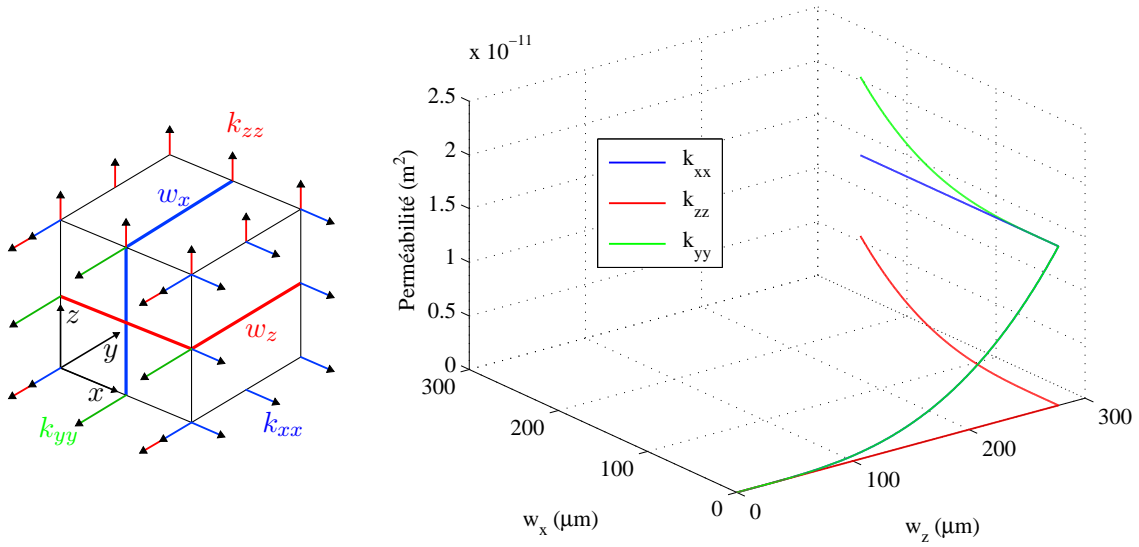 k_zz
w_x
w_z
z
y
x
k_yy
k_xx
x 10^−11
Perméabilité (m²)
2.5
2
1.5
1
0.5
0
k_xx
k_zz
k_yy
300
200
100
0
w_x (μm)
0
100
200
300
w_z (μm)